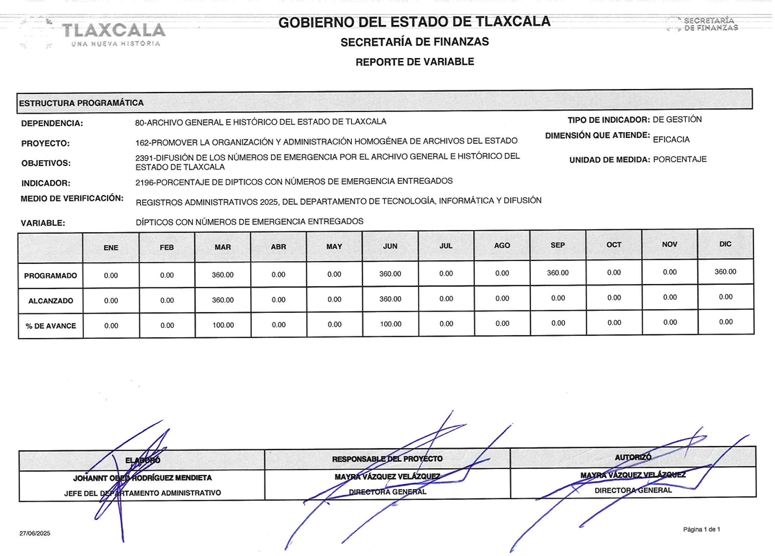 TLAXCALA
UNA NUEVA HISTORIA
GOBIERNO DEL ESTADO DE TLAXCALA
SECRETARÍA DE FINANZAS
REPORTE DE VARIABLE
SECRETARÍA
DE FINANZAS
ESTRUCTURA PROGRAMÁTICA
DEPENDENCIA: 80-ARCHIVO GENERAL E HISTÓRICO DEL ESTADO DE TLAXCALA TIPO DE INDICADOR: DE GESTIÓN
PROYECTO: 162-PROMOVER LA ORGANIZACIÓN Y ADMINISTRACIÓN HOMOGÉNEA DE ARCHIVOS DEL ESTADO DIMENSIÓN QUE ATIENDE: EFICACIA
OBJETIVOS: 2391-DIFUSIÓN DE LOS NÚMEROS DE EMERGENCIA POR EL ARCHIVO GENERAL E HISTÓRICO DEL UNIDAD DE MEDIDA: PORCENTAJE
ESTADO DE TLAXCALA
INDICADOR: 2196-PORCENTAJE DE DIPTICOS CON NÚMEROS DE EMERGENCIA ENTREGADOS
MEDIO DE VERIFICACIÓN: REGISTROS ADMINISTRATIVOS 2025, DEL DEPARTAMENTO DE TECNOLOGÍA, INFORMÁTICA Y DIFUSIÓN
VARIABLE: DÍPTICOS CON NÚMEROS DE EMERGENCIA ENTREGADOS
ENE FEB MAR ABR MAY JUN JUL AGO SEP OCT NOV DIC
PROGRAMADO 0.00 0.00 360.00 0.00 0.00 360.00 0.00 0.00 360.00 0.00 0.00 360.00
ALCANZADO 0.00 0.00 360.00 0.00 0.00 360.00 0.00 0.00 0.00 0.00 0.00 0.00
% DE AVANCE 0.00 0.00 100.00 0.00 0.00 100.00 0.00 0.00 0.00 0.00 0.00 0.00
ELABORÓ RESPONSABLE DEL PROYECTO AUTORIZÓ
JOHANNT OBED RODRÍGUEZ MENDIETA MAYRA VÁZQUEZ VELÁZQUEZ MAYRA VÁZQUEZ VELÁZQUEZ
JEFE DEL DEPARTAMENTO ADMINISTRATIVO DIRECTORA GENERAL DIRECTORA GENERAL
27/06/2025 Página 1 de 1